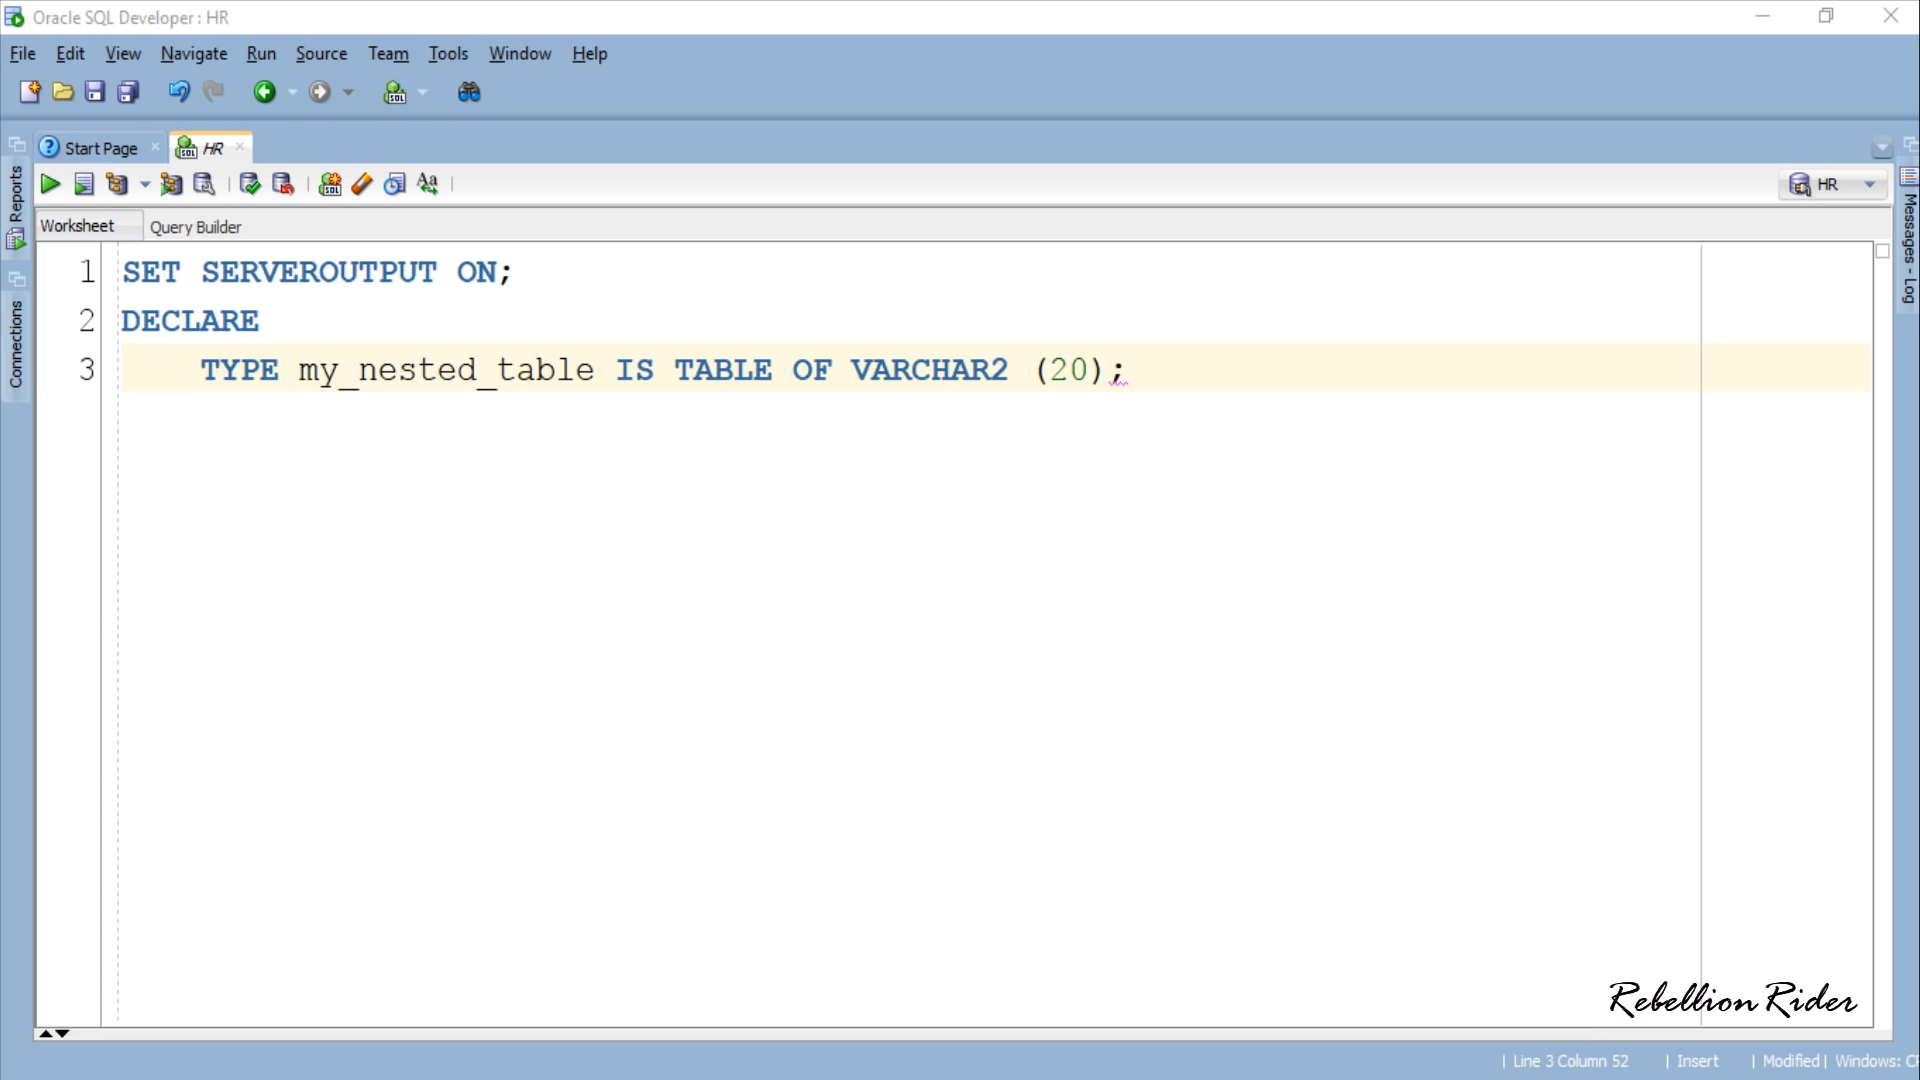 Oracle SQL Developer : HR
File Edit View Navigate Run Source Team Tools Window Help
Start Page HR
Reports
Connections
HR
Messages - Log
Worksheet Query Builder
1 SET SERVEROUTPUT ON;
2 DECLARE
3 TYPE my_nested_table IS TABLE OF VARCHAR2 (20);
Rebellion Rider
| Line 3 Column 52 | Insert | Modified | Windows: